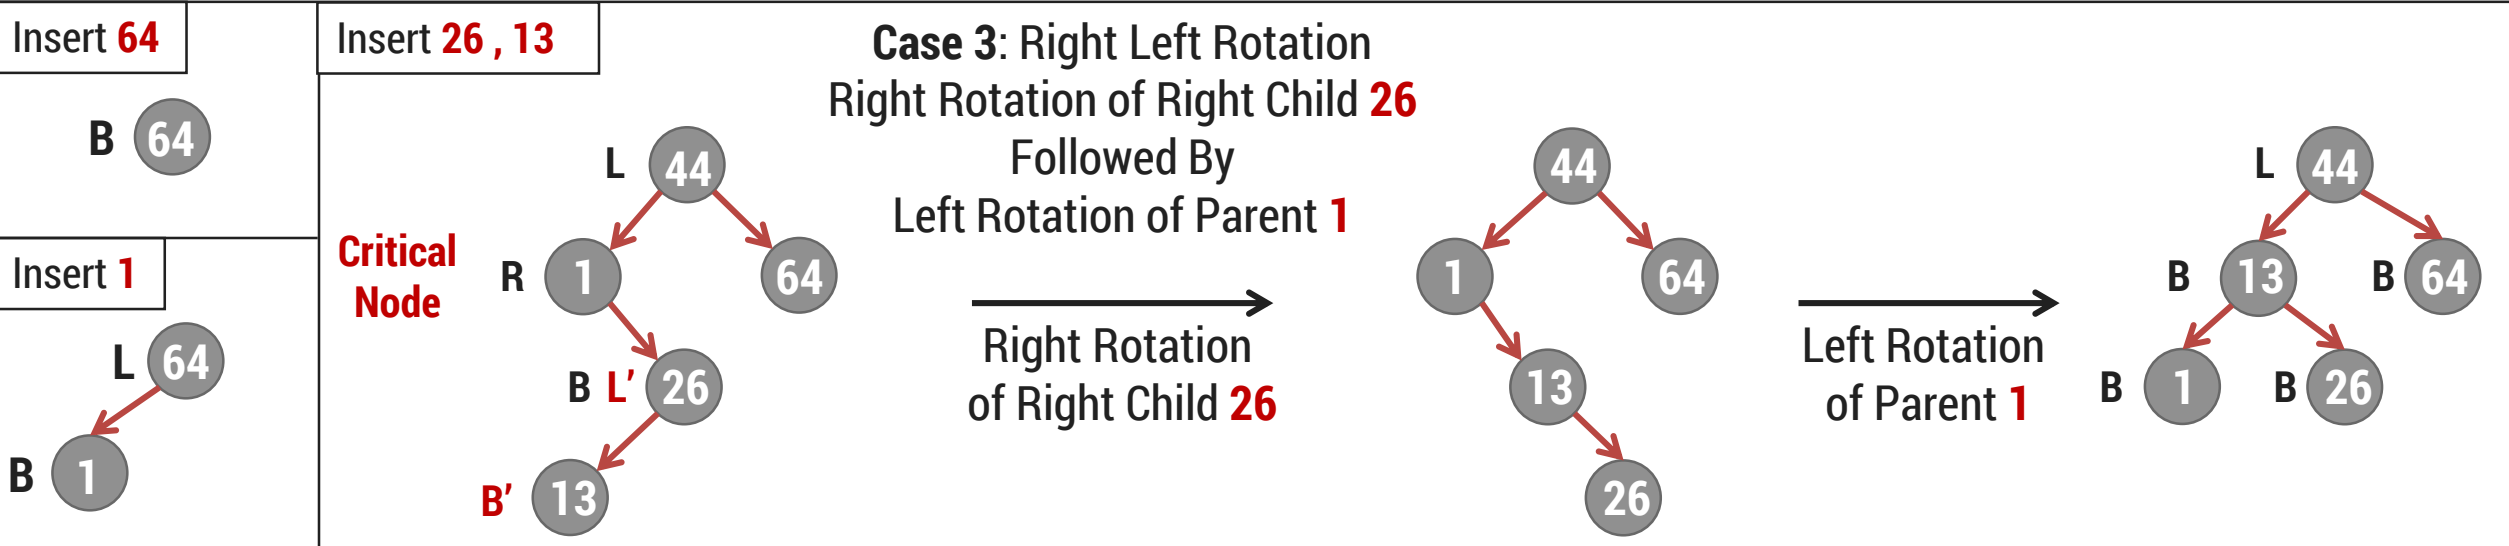 Insert 64
B 64
Insert 1
L 64
B 1
Insert 26 , 13
Case 3: Right Left Rotation
Right Rotation of Right Child 26
Followed By
Left Rotation of Parent 1
Critical
Node
L 44
R 1 64
B L’ 26
B’ 13
Right Rotation
of Right Child 26
44
1 64
13
26
Left Rotation
of Parent 1
L 44
B 13 B 64
B 1 B 26